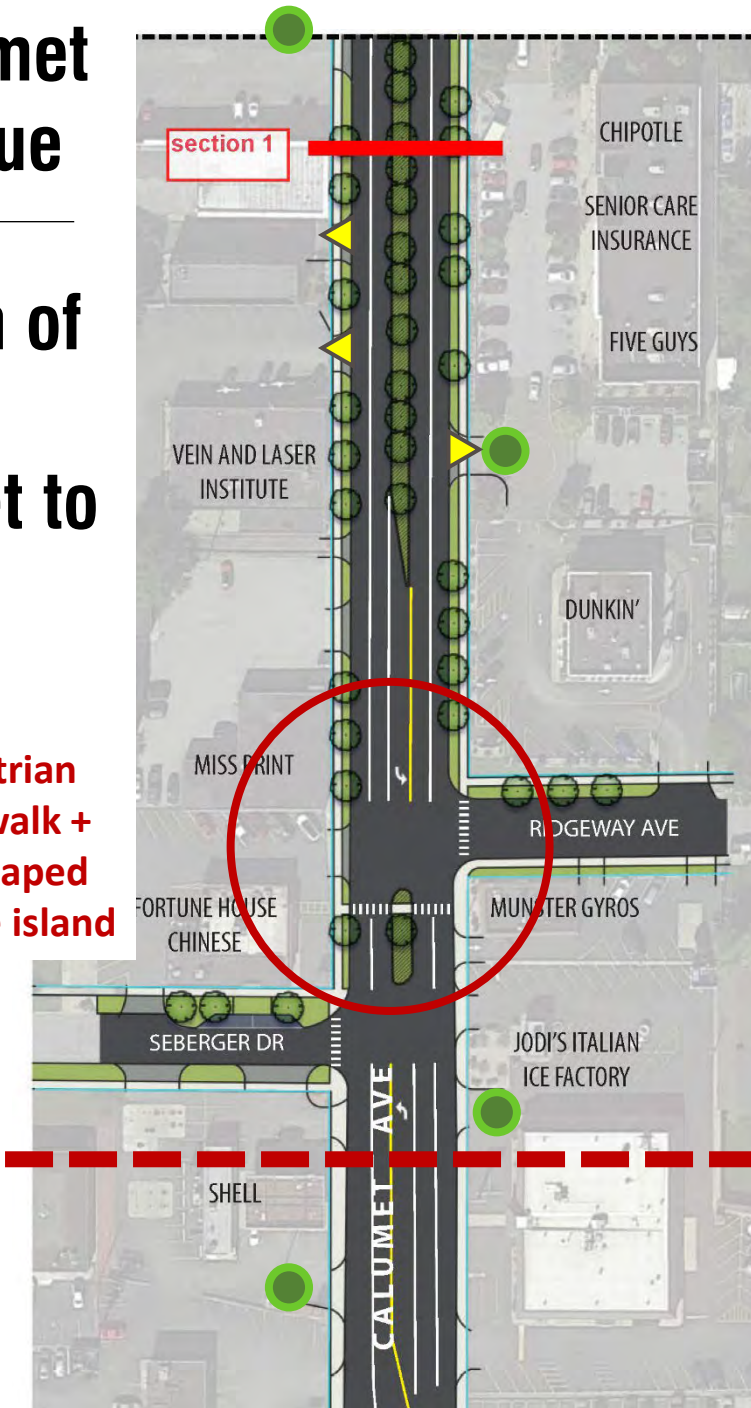 met
ue
section 1
CHIPOTLE
SENIOR CARE
INSURANCE
of
FIVE GUYS
VEIN AND LASER
INSTITUTE
t to
DUNKIN'
MISS PRINT
trian
walk +
aped
island
RIDGEWAY AVE
FORTUNE HOUSE
CHINESE
MUNSTER GYROS
SEBERGER DR
JODI'S ITALIAN
ICE FACTORY
SHELL
CALUMET AVE